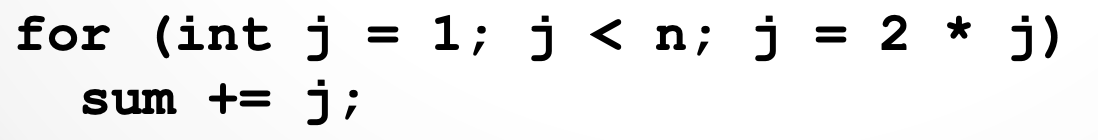 for (int j = 1; j < n; j = 2 * j)
  sum += j;